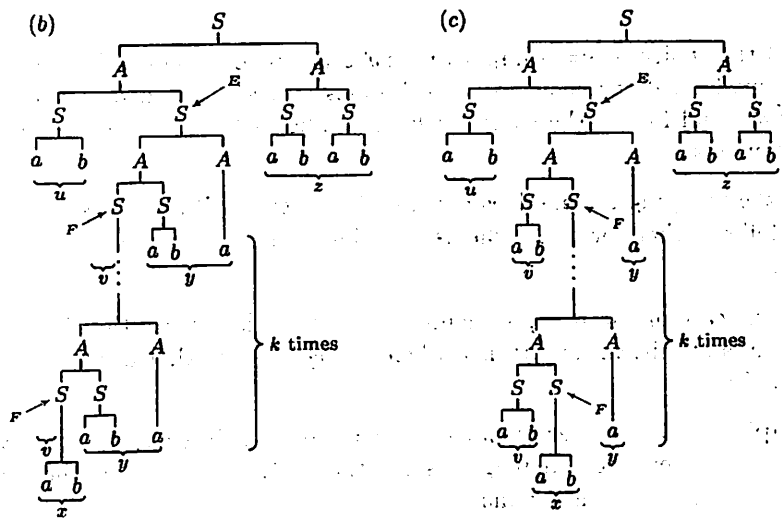 (b) S (c) S
A A A A
E E
S S S S S S S S
a b A A a b a b a b A A a b a b
u z u z
S S S S
F F
a b a a b a
v y v y
k times k times
A A A A
S S S S
F F
a b a a b a
v y v y
a b a b
x x